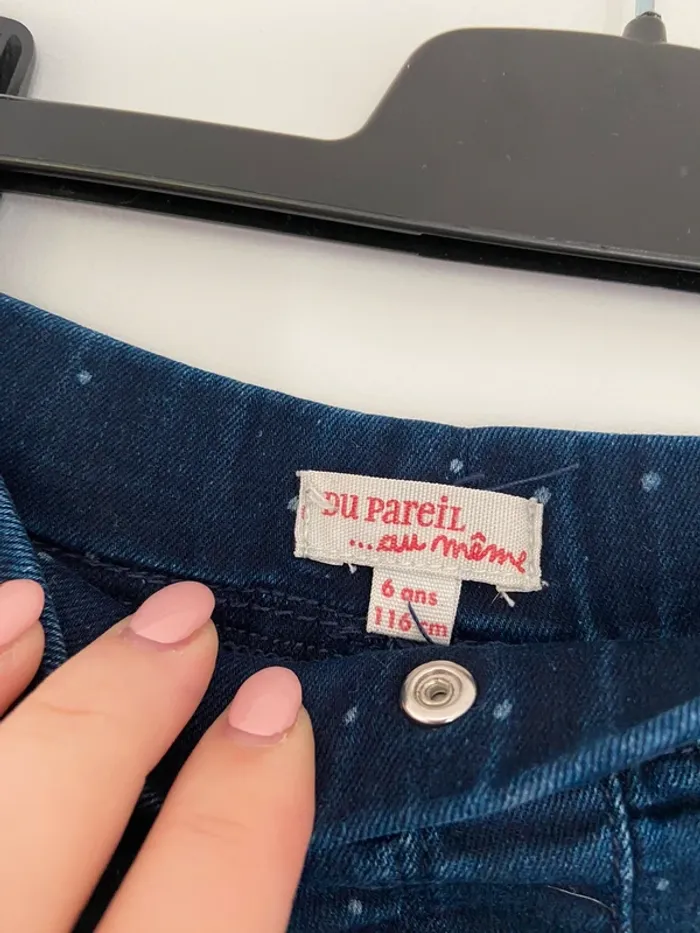 Du Pareil
...au même
6 ans
116 cm